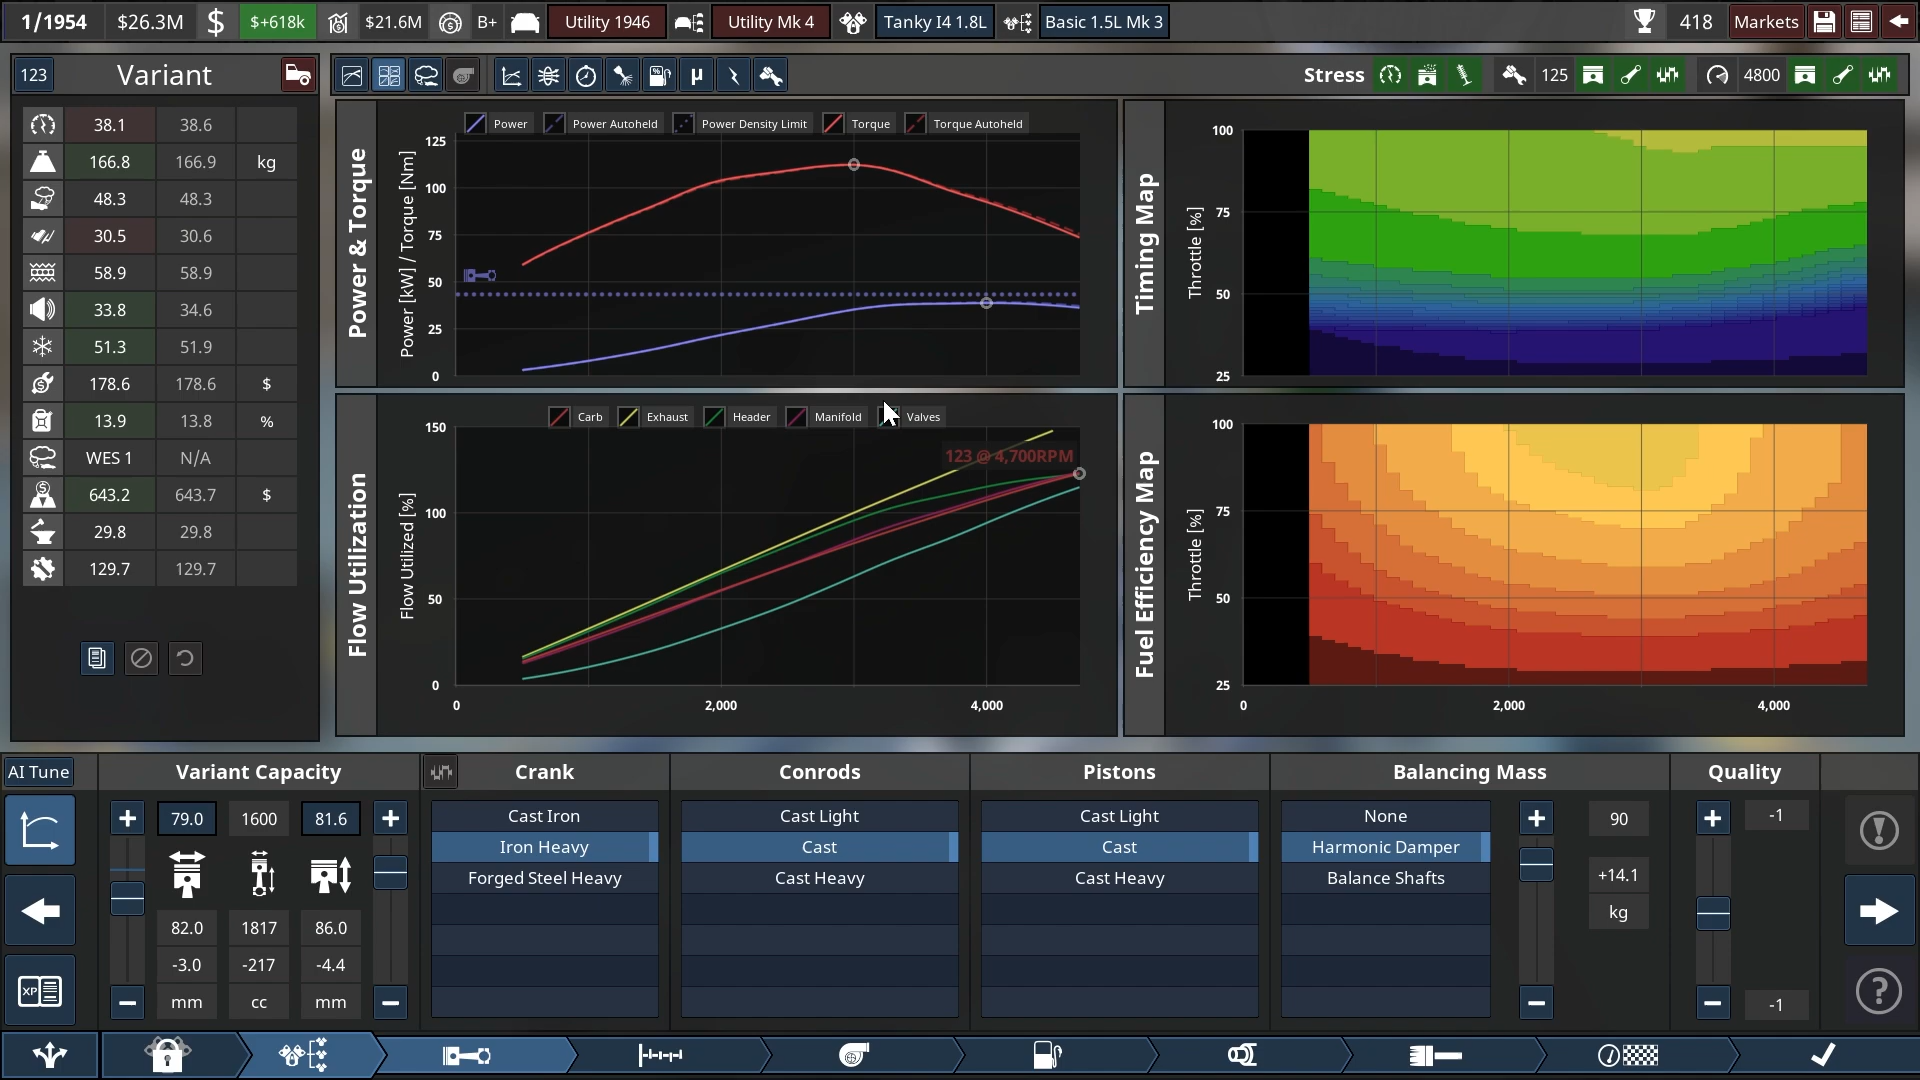 1/1954 $26.3M $ $+618k $21.6M B+ Utility 1946 Utility Mk 4 Tanky I4 1.8L Basic 1.5L Mk 3 418 Markets
123 Variant
Stress 125 4800
38.1 38.6
166.8 166.9 kg
48.3 48.3
30.5 30.6
58.9 58.9
33.8 34.6
51.3 51.9
178.6 178.6 $
13.9 13.8 %
WES 1 N/A
643.2 643.7 $
29.8 29.8
129.7 129.7
Power & Torque
Power Power Autoheld Power Density Limit Torque Torque Autoheld
Power [kW] / Torque [Nm]
125
100
75
50
25
0
Timing Map
Throttle [%]
100
75
50
25
Flow Utilization
Carb Exhaust Header Manifold Valves
Flow Utilized [%]
150
100
50
0
123 @ 4,700RPM
0 2,000 4,000
Fuel Efficiency Map
Throttle [%]
100
75
50
25
0 2,000 4,000
AI Tune
XP
Variant Capacity
79.0 1600 81.6
82.0 1817 86.0
-3.0 -217 -4.4
mm cc mm
Crank
Cast Iron
Iron Heavy
Forged Steel Heavy
Conrods
Cast Light
Cast
Cast Heavy
Pistons
Cast Light
Cast
Cast Heavy
Balancing Mass
None
Harmonic Damper
Balance Shafts
90
+14.1
kg
Quality
-1
-1